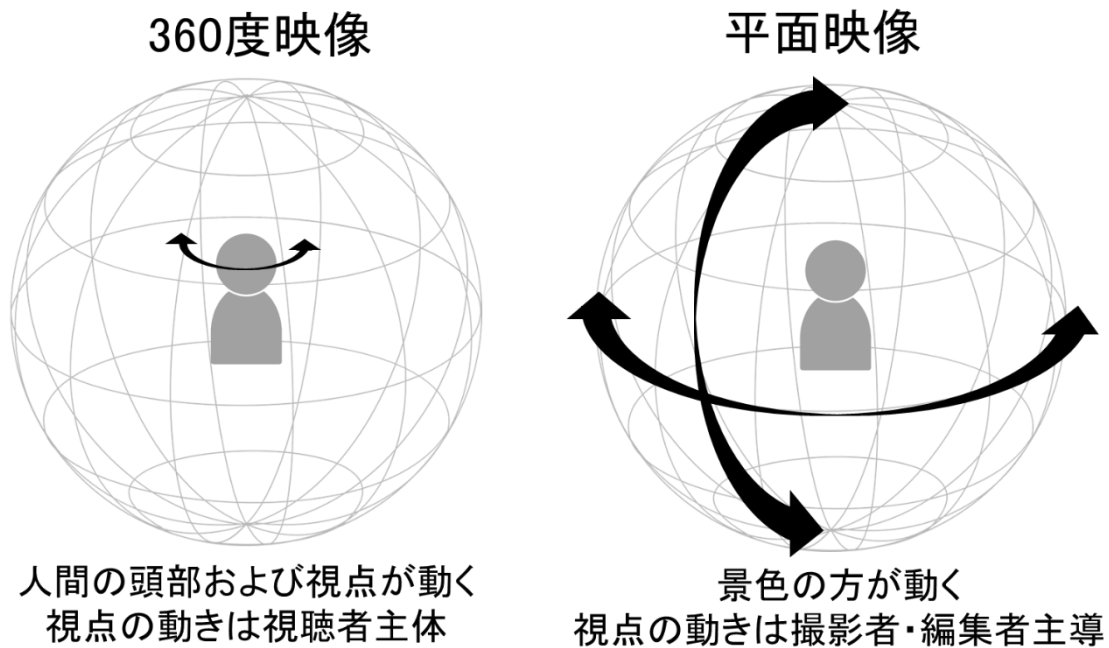 360度映像
平面映像
人間の頭部および視点が動く
視点の動きは視聴者主体
景色の方が動く
視点の動きは撮影者・編集者主導